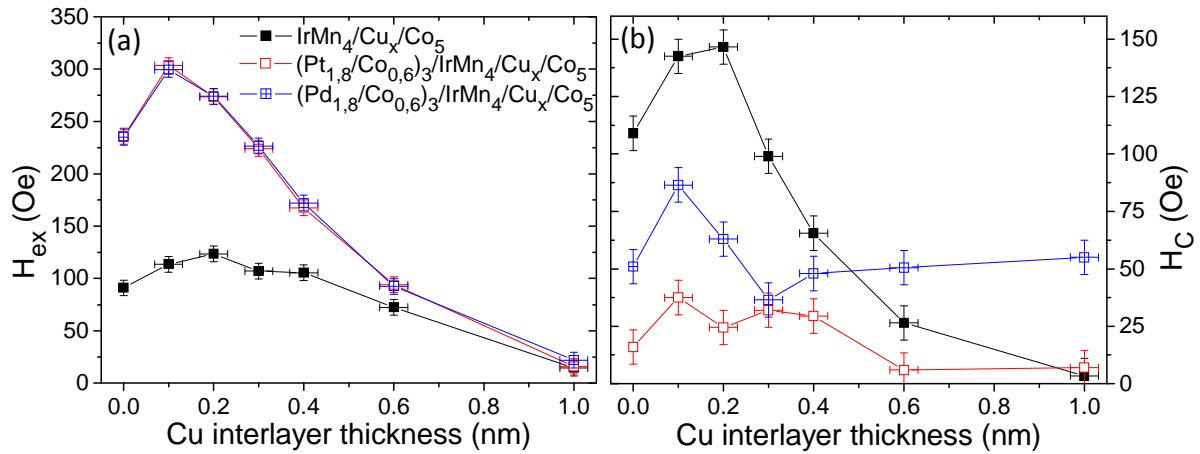 (a)
IrMn₄/Cuₓ/Co₅
(Pt₁,₈/Co₀,₆)₃/IrMn₄/Cuₓ/Co₅
(Pd₁,₈/Co₀,₆)₃/IrMn₄/Cuₓ/Co₅
350
300
250
200
150
100
50
0
H_ex (Oe)
0.0 0.2 0.4 0.6 0.8 1.0
Cu interlayer thickness (nm)
(b)
150
125
100
75
50
25
0
H_C (Oe)
0.0 0.2 0.4 0.6 0.8 1.0
Cu interlayer thickness (nm)